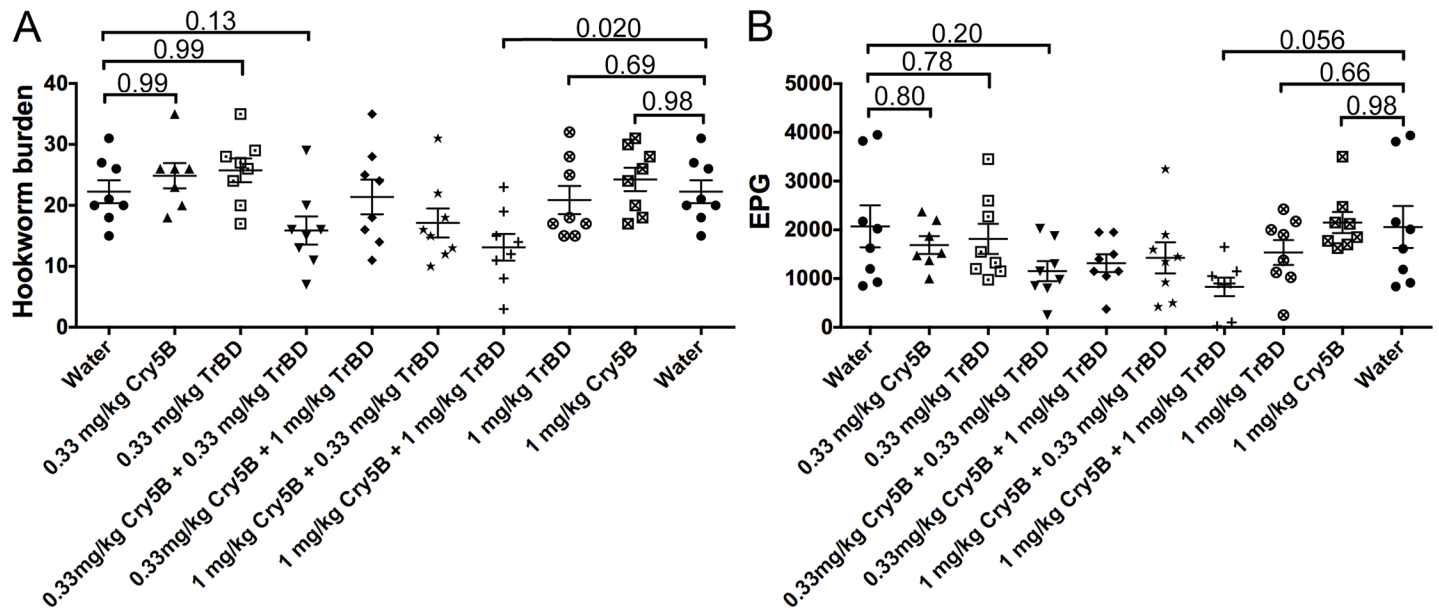 A
0.13
0.020
0.99
0.69
0.99
0.98
Hookworm burden
40
30
20
10
0
Water
0.33 mg/kg Cry5B
0.33 mg/kg TrBD
0.33mg/kg Cry5B + 0.33 mg/kg TrBD
0.33mg/kg Cry5B + 1 mg/kg TrBD
1 mg/kg Cry5B + 0.33 mg/kg TrBD
1 mg/kg Cry5B + 1 mg/kg TrBD
1 mg/kg TrBD
1 mg/kg Cry5B
Water
B
0.20
0.056
0.78
0.66
0.80
0.98
EPG
5000
4000
3000
2000
1000
0
Water
0.33 mg/kg Cry5B
0.33 mg/kg TrBD
0.33mg/kg Cry5B + 0.33 mg/kg TrBD
0.33mg/kg Cry5B + 1 mg/kg TrBD
1 mg/kg Cry5B + 0.33 mg/kg TrBD
1 mg/kg Cry5B + 1 mg/kg TrBD
1 mg/kg TrBD
1 mg/kg Cry5B
Water